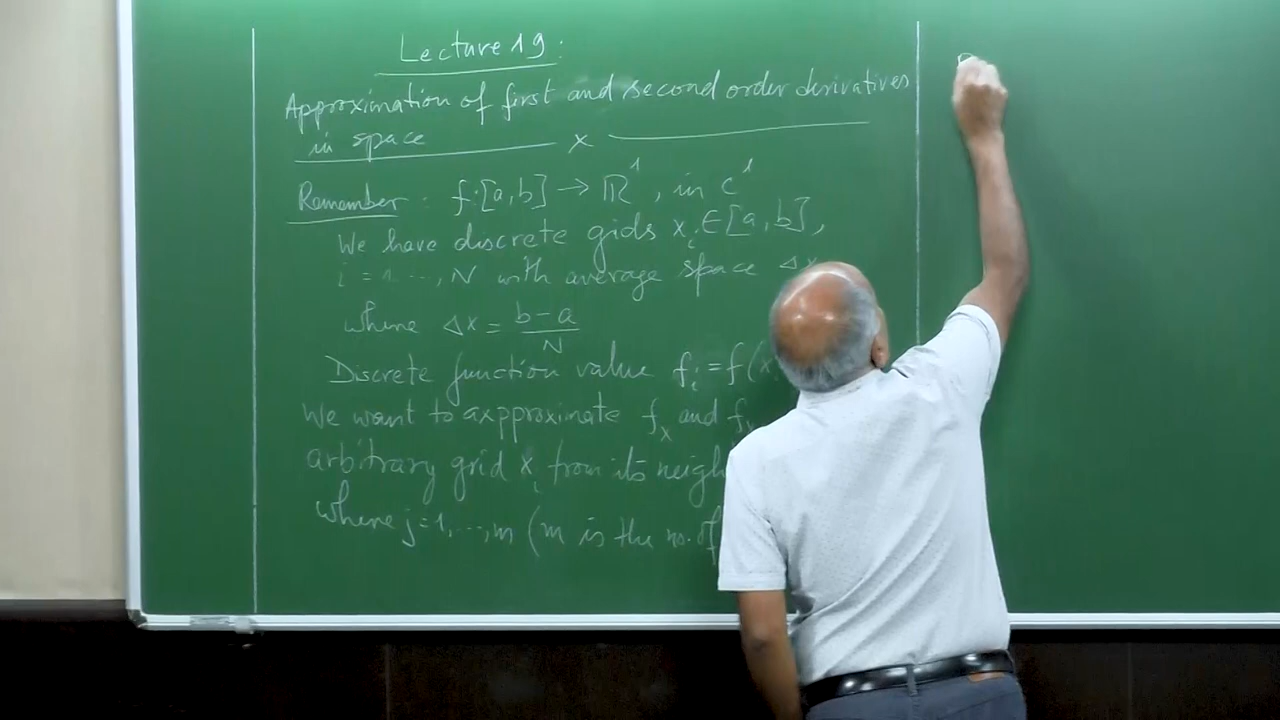 Lecture 19.
Approximation of first and second order derivatives
in space x
Remember: f:[a,b] → ℝ¹, in C¹
We have discrete gids xᵢ ∈ [a,b],
i = 1 ..., N with average space Δx
where Δx = b-a / N
Discrete function value fᵢ = f(x
We want to axpproximate fₓ and f
arbitrary grid xᵢ from its
where j=1,...,m (m is the no. of